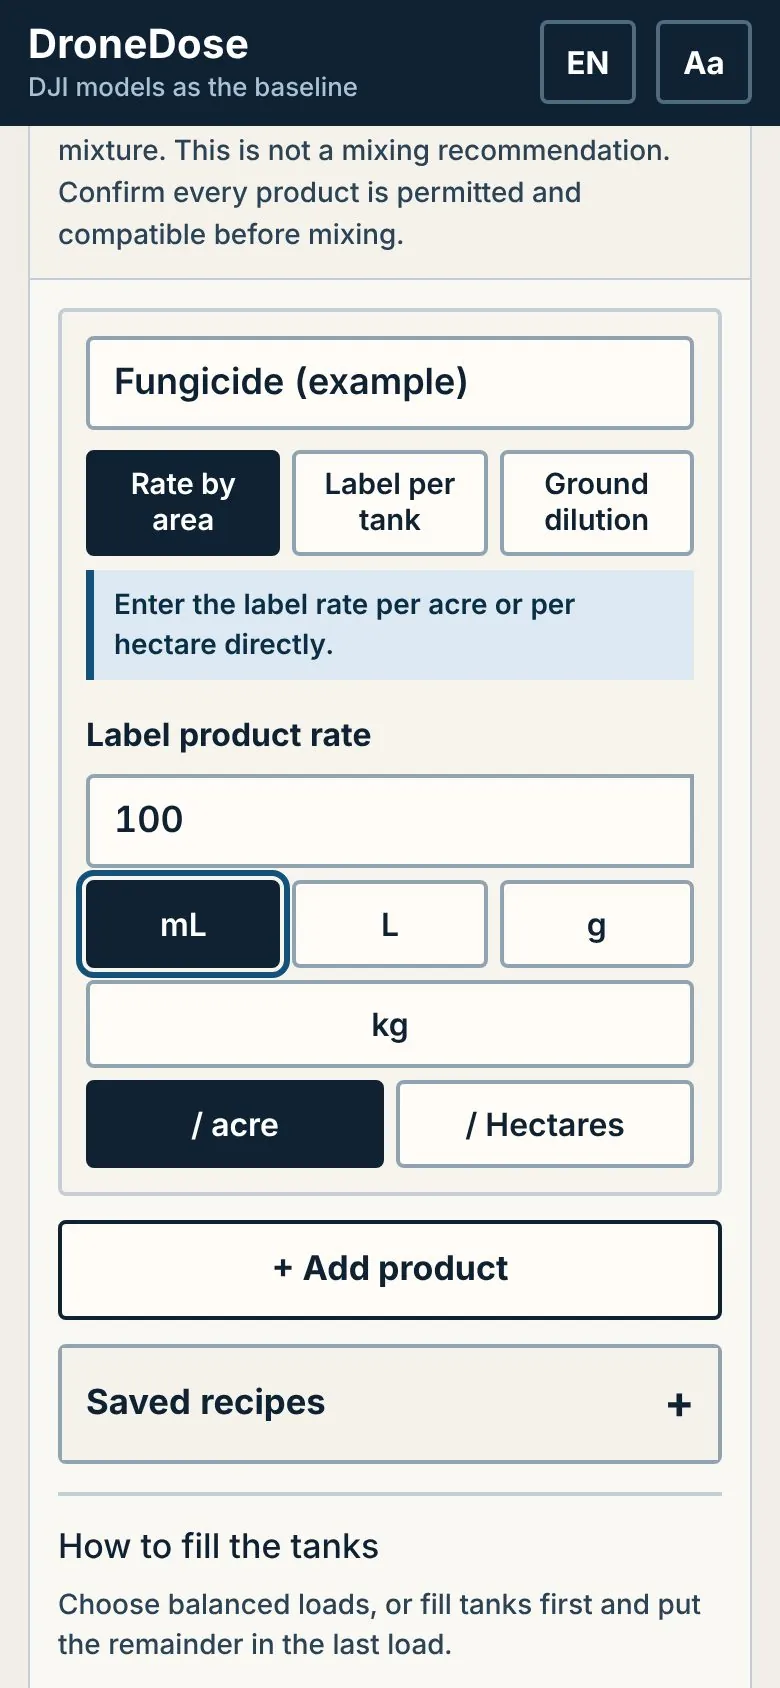 DroneDose
DJI models as the baseline
EN
Aa
mixture. This is not a mixing recommendation.
Confirm every product is permitted and
compatible before mixing.
Fungicide (example)
Rate by
area
Label per
tank
Ground
dilution
Enter the label rate per acre or per
hectare directly.
Label product rate
100
mL
L
g
kg
/ acre
/ Hectares
+ Add product
Saved recipes
+
How to fill the tanks
Choose balanced loads, or fill tanks first and put
the remainder in the last load.